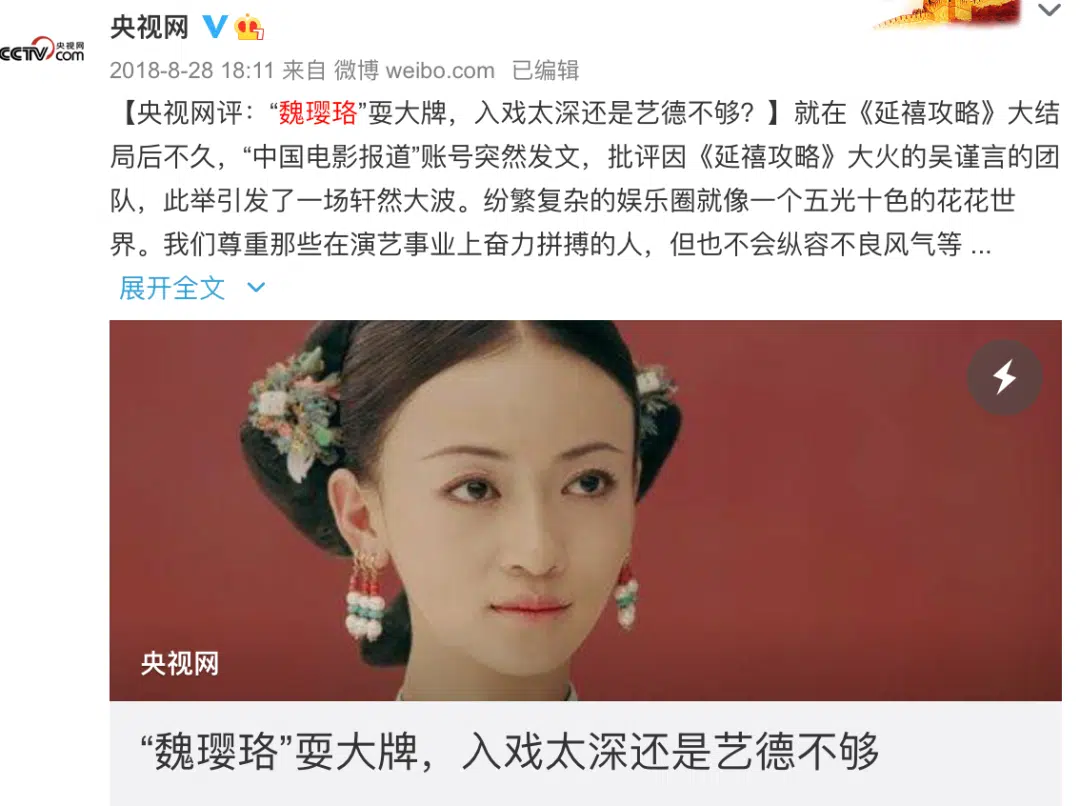 央视网
CCTV 央视网
com
2018-8-28 18:11 来自 微博 weibo.com 已编辑
【央视网评：“魏璎珞”耍大牌，入戏太深还是艺德不够？】就在《延禧攻略》大结
局后不久，“中国电影报道”账号突然发文，批评因《延禧攻略》大火的吴谨言的团
队，此举引发了一场轩然大波。纷繁复杂的娱乐圈就像一个五光十色的花花世
界。我们尊重那些在演艺事业上奋力拼搏的人，但也不会纵容不良风气等 ...
展开全文
央视网
“魏璎珞”耍大牌，入戏太深还是艺德不够